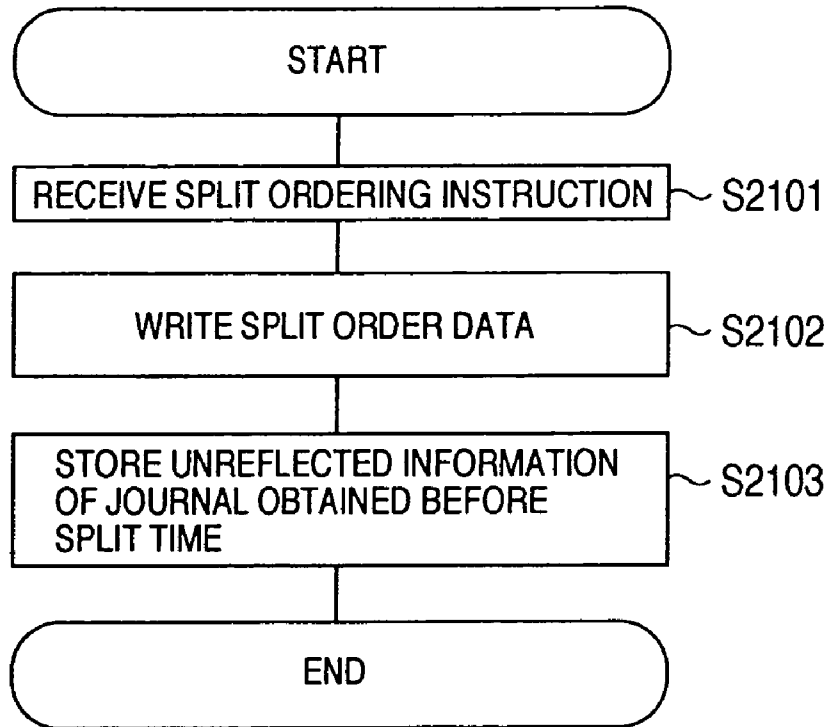 START
RECEIVE SPLIT ORDERING INSTRUCTION ~ S2101
WRITE SPLIT ORDER DATA ~ S2102
STORE UNREFLECTED INFORMATION ~ S2103
OF JOURNAL OBTAINED BEFORE
SPLIT TIME
END